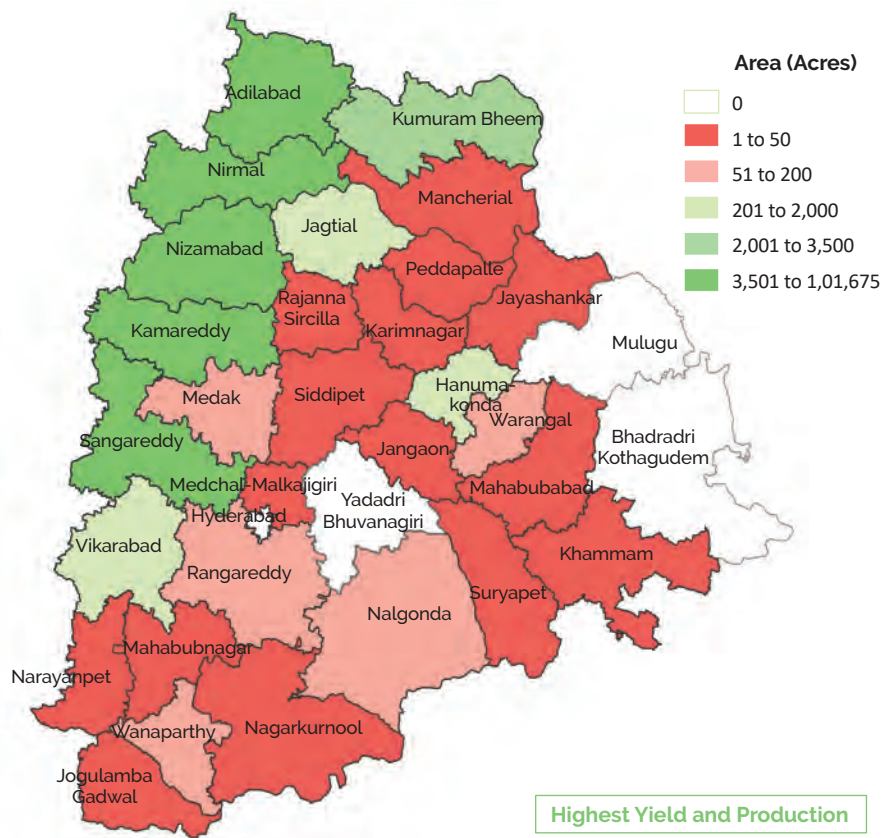 Area (Acres)
0
1 to 50
51 to 200
201 to 2,000
2,001 to 3,500
3,501 to 1,01,675
Adilabad
Kumuram Bheem
Nirmal
Mancherial
Jagtial
Nizamabad
Peddapalle
Rajanna
Sircilla
Jayashankar
Karimnagar
Kamareddy
Mulugu
Medak
Siddipet
Hanuma-
konda
Warangal
Sangareddy
Jangaon
Bhadradri
Kothagudem
Medchal-Malkajigiri
Mahabubabad
Hyderabad
Yadadri
Bhuvanagiri
Vikarabad
Khammam
Rangareddy
Suryapet
Nalgonda
Mahabubnagar
Narayanpet
Wanaparthy
Nagarkurnool
Jogulamba
Gadwal
Highest Yield and Production